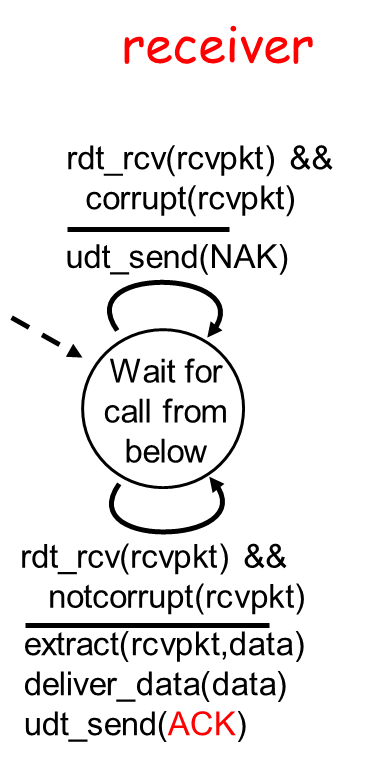 receiver
rdt_rcv(rcvpkt) &&
corrupt(rcvpkt)
udt_send(NAK)
Wait for
call from
below
rdt_rcv(rcvpkt) &&
notcorrupt(rcvpkt)
extract(rcvpkt,data)
deliver_data(data)
udt_send(ACK)